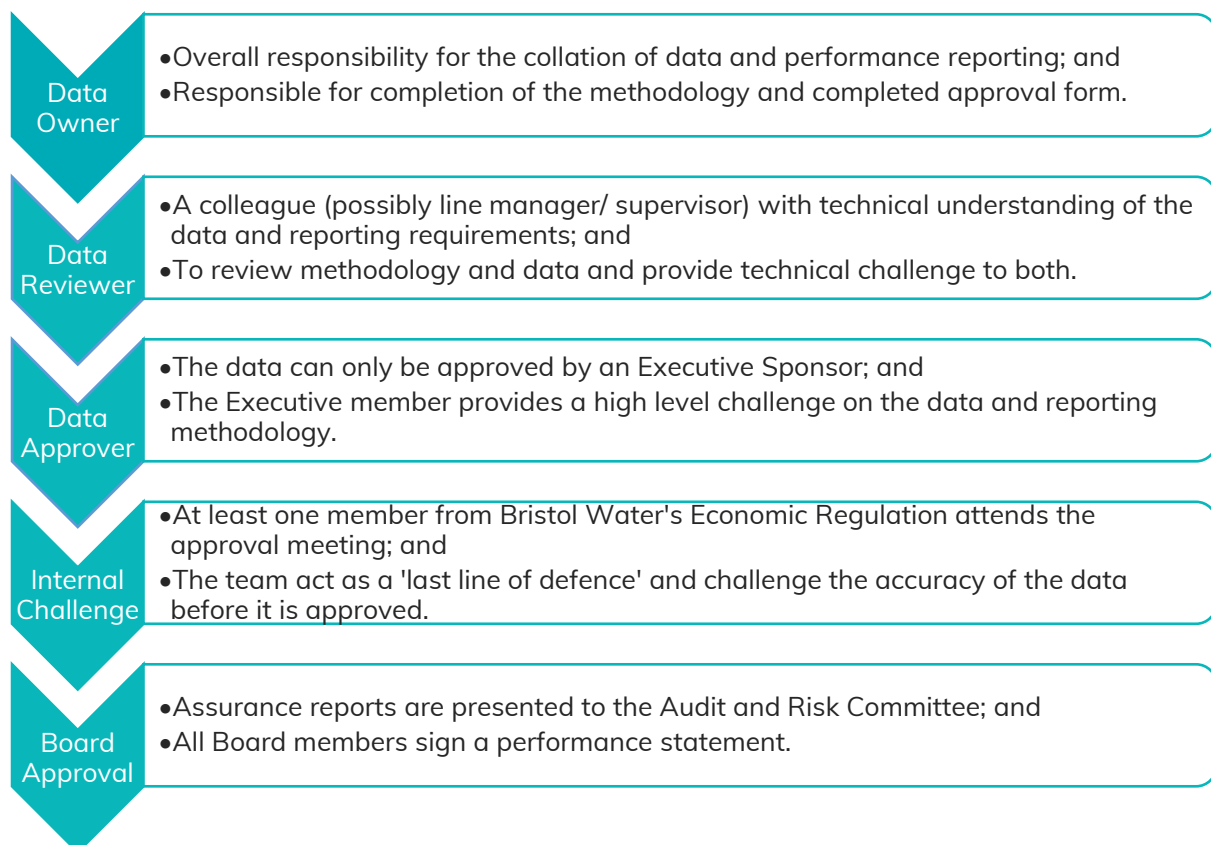 Data
Owner
•Overall responsibility for the collation of data and performance reporting; and
•Responsible for completion of the methodology and completed approval form.
Data
Reviewer
•A colleague (possibly line manager/ supervisor) with technical understanding of the
data and reporting requirements; and
•To review methodology and data and provide technical challenge to both.
Data
Approver
•The data can only be approved by an Executive Sponsor; and
•The Executive member provides a high level challenge on the data and reporting
methodology.
Internal
Challenge
•At least one member from Bristol Water's Economic Regulation attends the
approval meeting; and
•The team act as a 'last line of defence' and challenge the accuracy of the data
before it is approved.
Board
Approval
•Assurance reports are presented to the Audit and Risk Committee; and
•All Board members sign a performance statement.